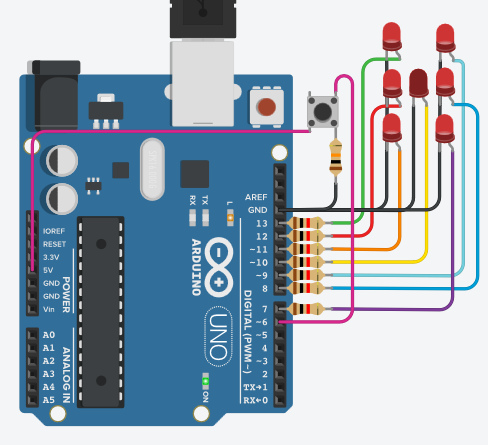 IOREF
RESET
3.3V
5V
GND
GND
Vin
POWER
A0
A1
A2
A3
A4
A5
ANALOG IN
RX
TX
L
ARDUINO
UNO
ON
AREF
GND
13
12
~11
~10
~9
8
7
~6
~5
4
~3
2
TX→1
RX←0
DIGITAL (PWM~)